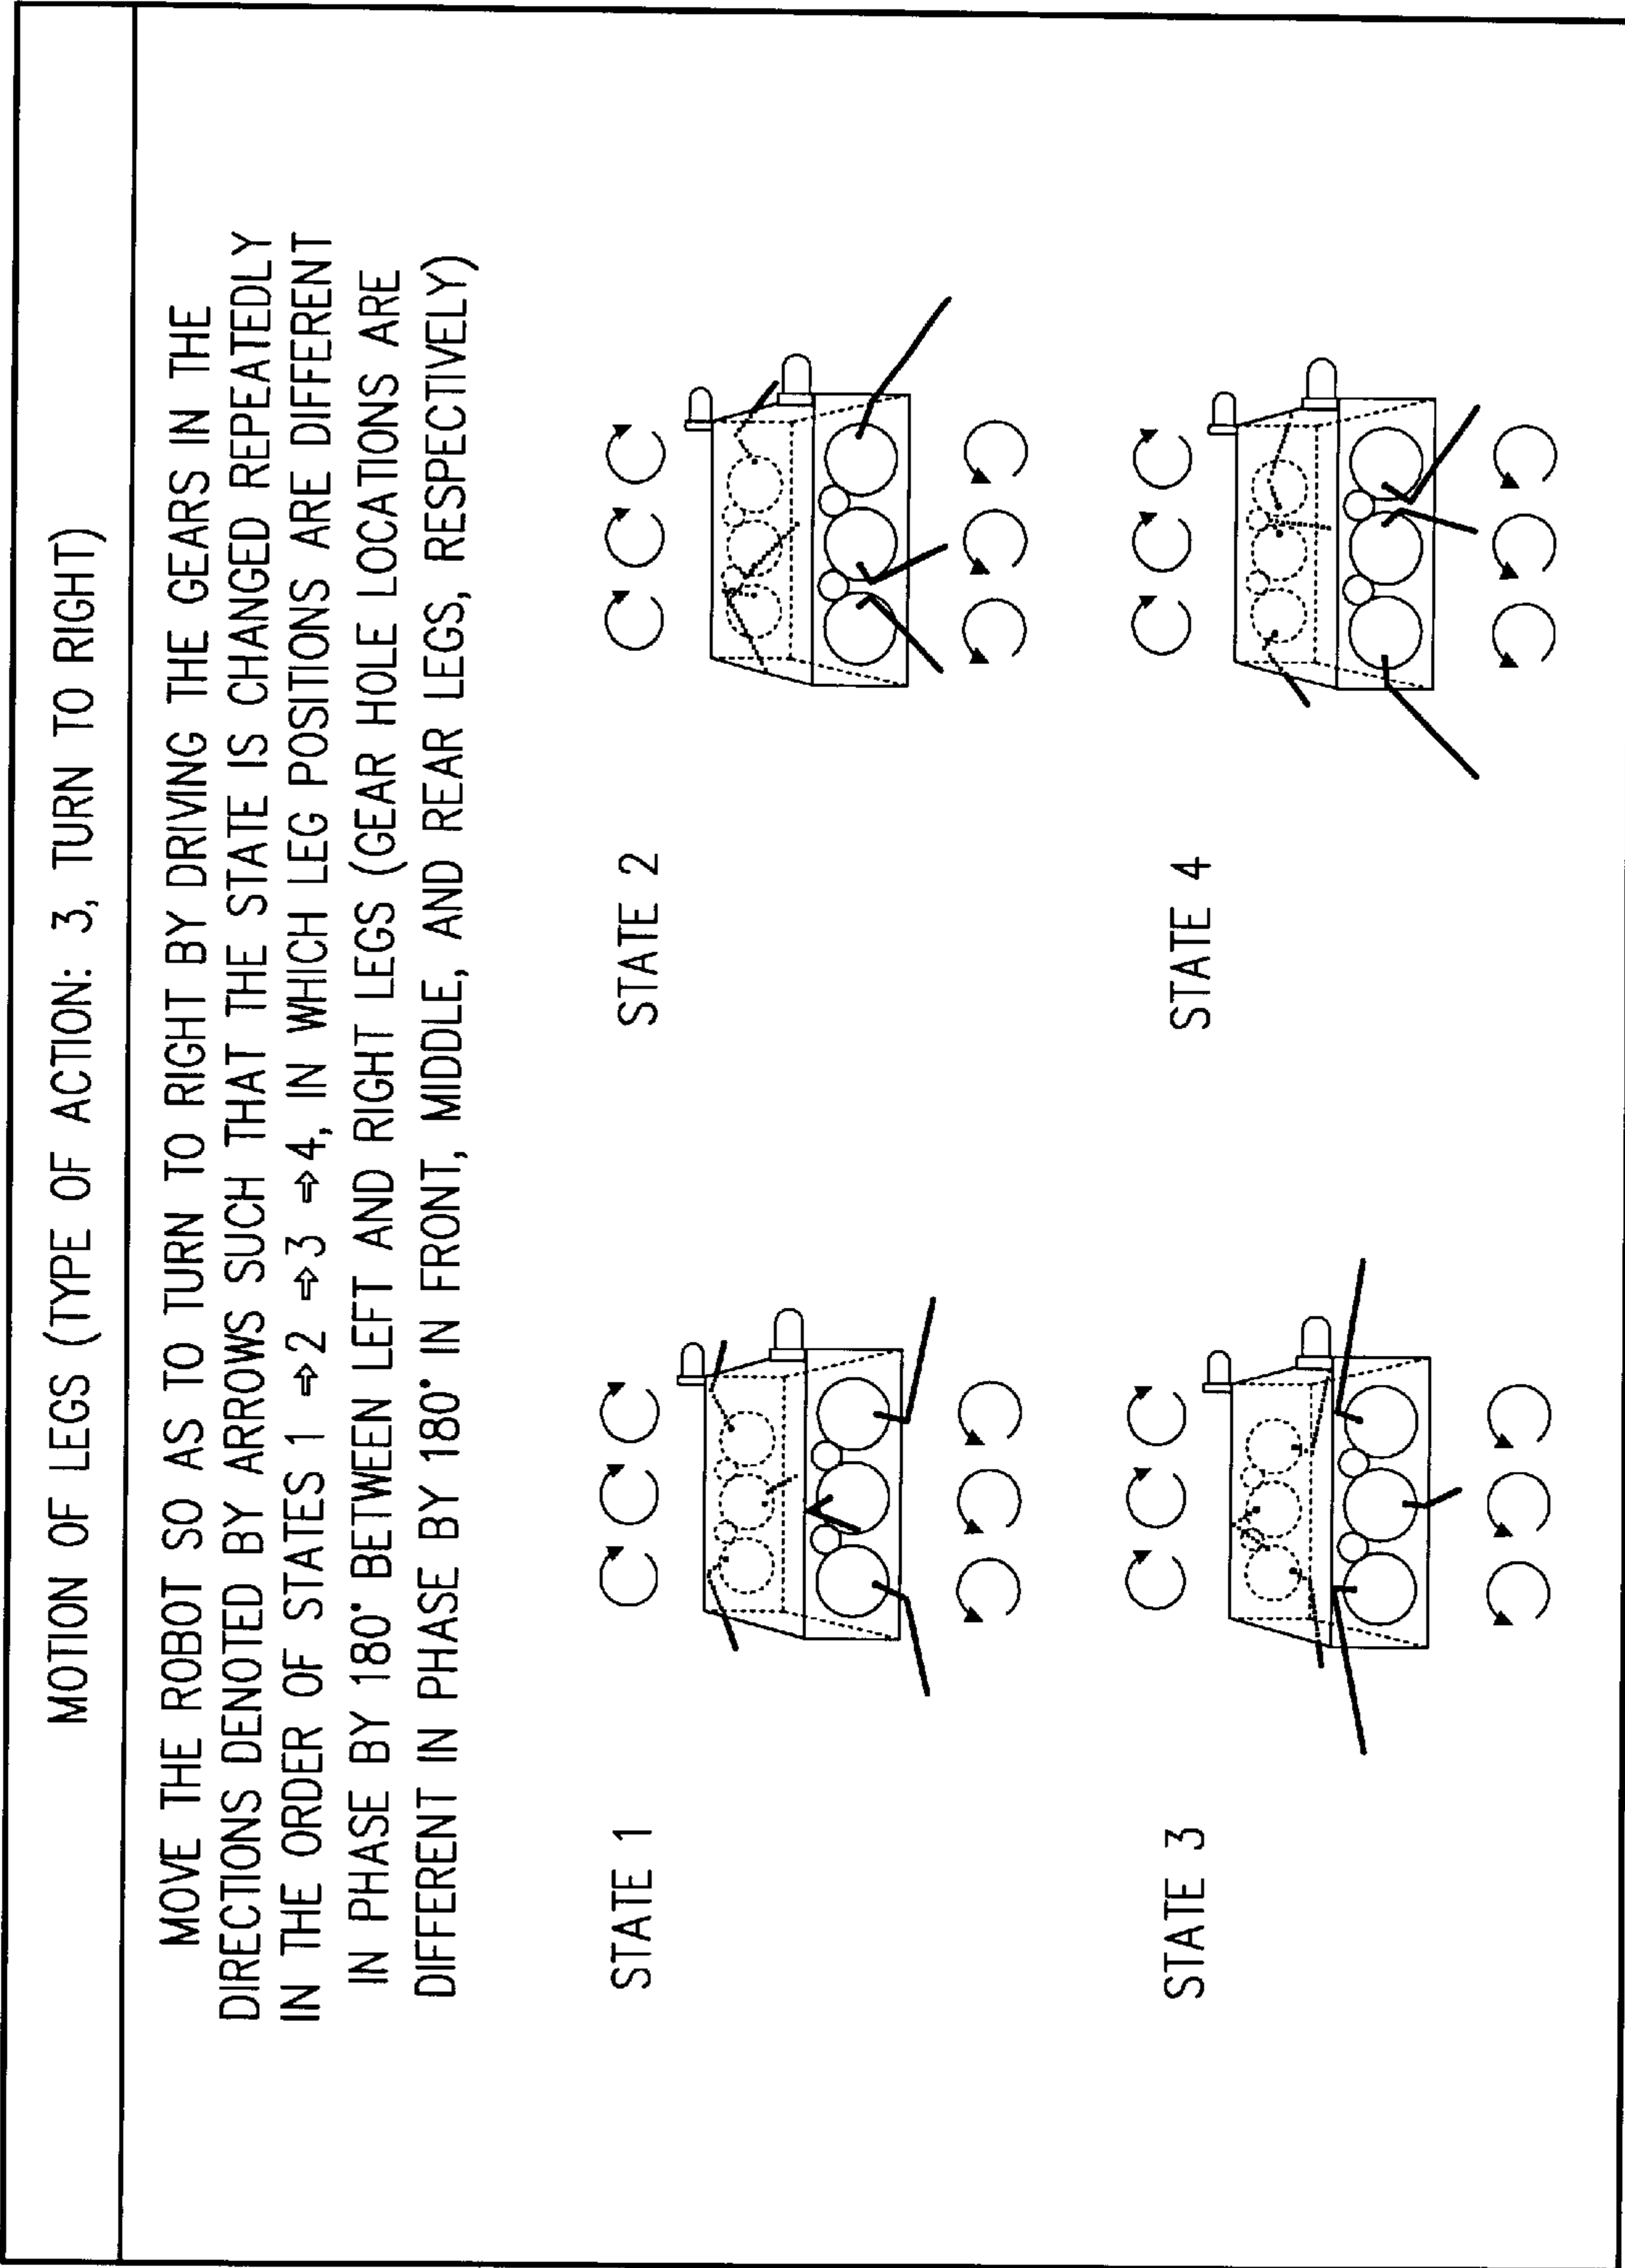 MOTION OF LEGS (TYPE OF ACTION: 3, TURN TO RIGHT)
MOVE THE ROBOT SO AS TO TURN TO RIGHT BY DRIVING THE GEARS IN THE
DIRECTIONS DENOTED BY ARROWS SUCH THAT THE STATE IS CHANGED REPEATEDLY
IN THE ORDER OF STATES 1 ⇨2 ⇨3 ⇨4, IN WHICH LEG POSITIONS ARE DIFFERENT
IN PHASE BY 180° BETWEEN LEFT AND RIGHT LEGS (GEAR HOLE LOCATIONS ARE
DIFFERENT IN PHASE BY 180° IN FRONT, MIDDLE, AND REAR LEGS, RESPECTIVELY)
STATE 1
STATE 2
STATE 3
STATE 4